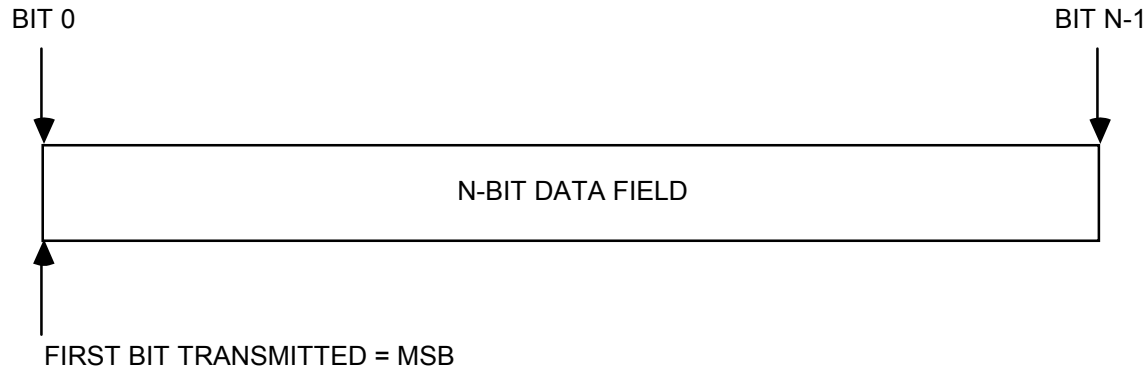 BIT 0
BIT N-1
N-BIT DATA FIELD
FIRST BIT TRANSMITTED = MSB